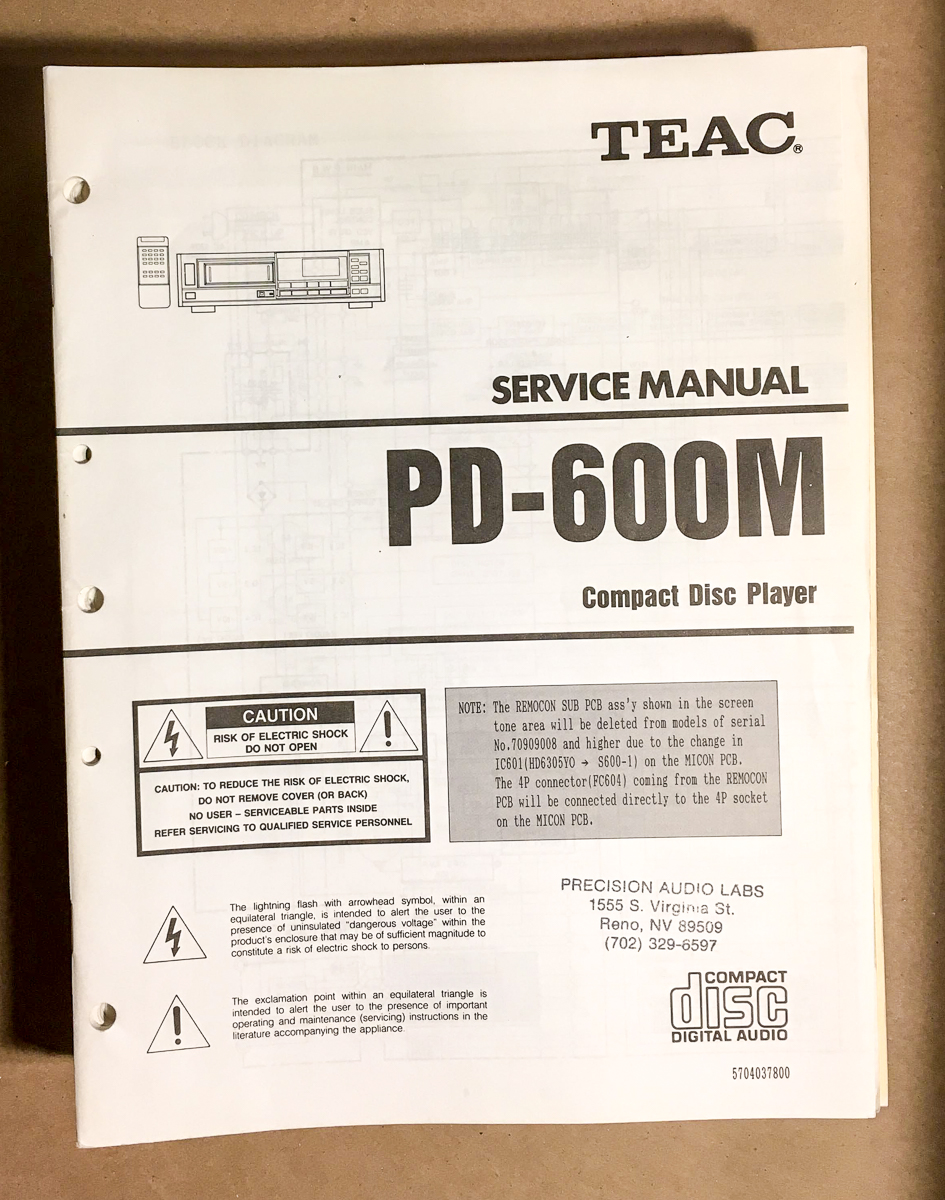 TEAC®
SERVICE MANUAL
PD-600M
Compact Disc Player
CAUTION
RISK OF ELECTRIC SHOCK
DO NOT OPEN
CAUTION: TO REDUCE THE RISK OF ELECTRIC SHOCK,
DO NOT REMOVE COVER (OR BACK)
NO USER – SERVICEABLE PARTS INSIDE
REFER SERVICING TO QUALIFIED SERVICE PERSONNEL
NOTE: The REMOCON SUB PCB ass'y shown in the screen
tone area will be deleted from models of serial
No.70909008 and higher due to the change in
IC601(HD6305YO → S600-1) on the MICON PCB.
The 4P connector(FC604) coming from the REMOCON
PCB will be connected directly to the 4P socket
on the MICON PCB.
The lightning flash with arrowhead symbol, within an
equilateral triangle, is intended to alert the user to the
presence of uninsulated "dangerous voltage" within the
product's enclosure that may be of sufficient magnitude to
constitute a risk of electric shock to persons.
The exclamation point within an equilateral triangle is
intended to alert the user to the presence of important
operating and maintenance (servicing) instructions in the
literature accompanying the appliance.
PRECISION AUDIO LABS
1555 S. Virginia St.
Reno, NV 89509
(702) 329-6597
COMPACT
disc
DIGITAL AUDIO
5704037800